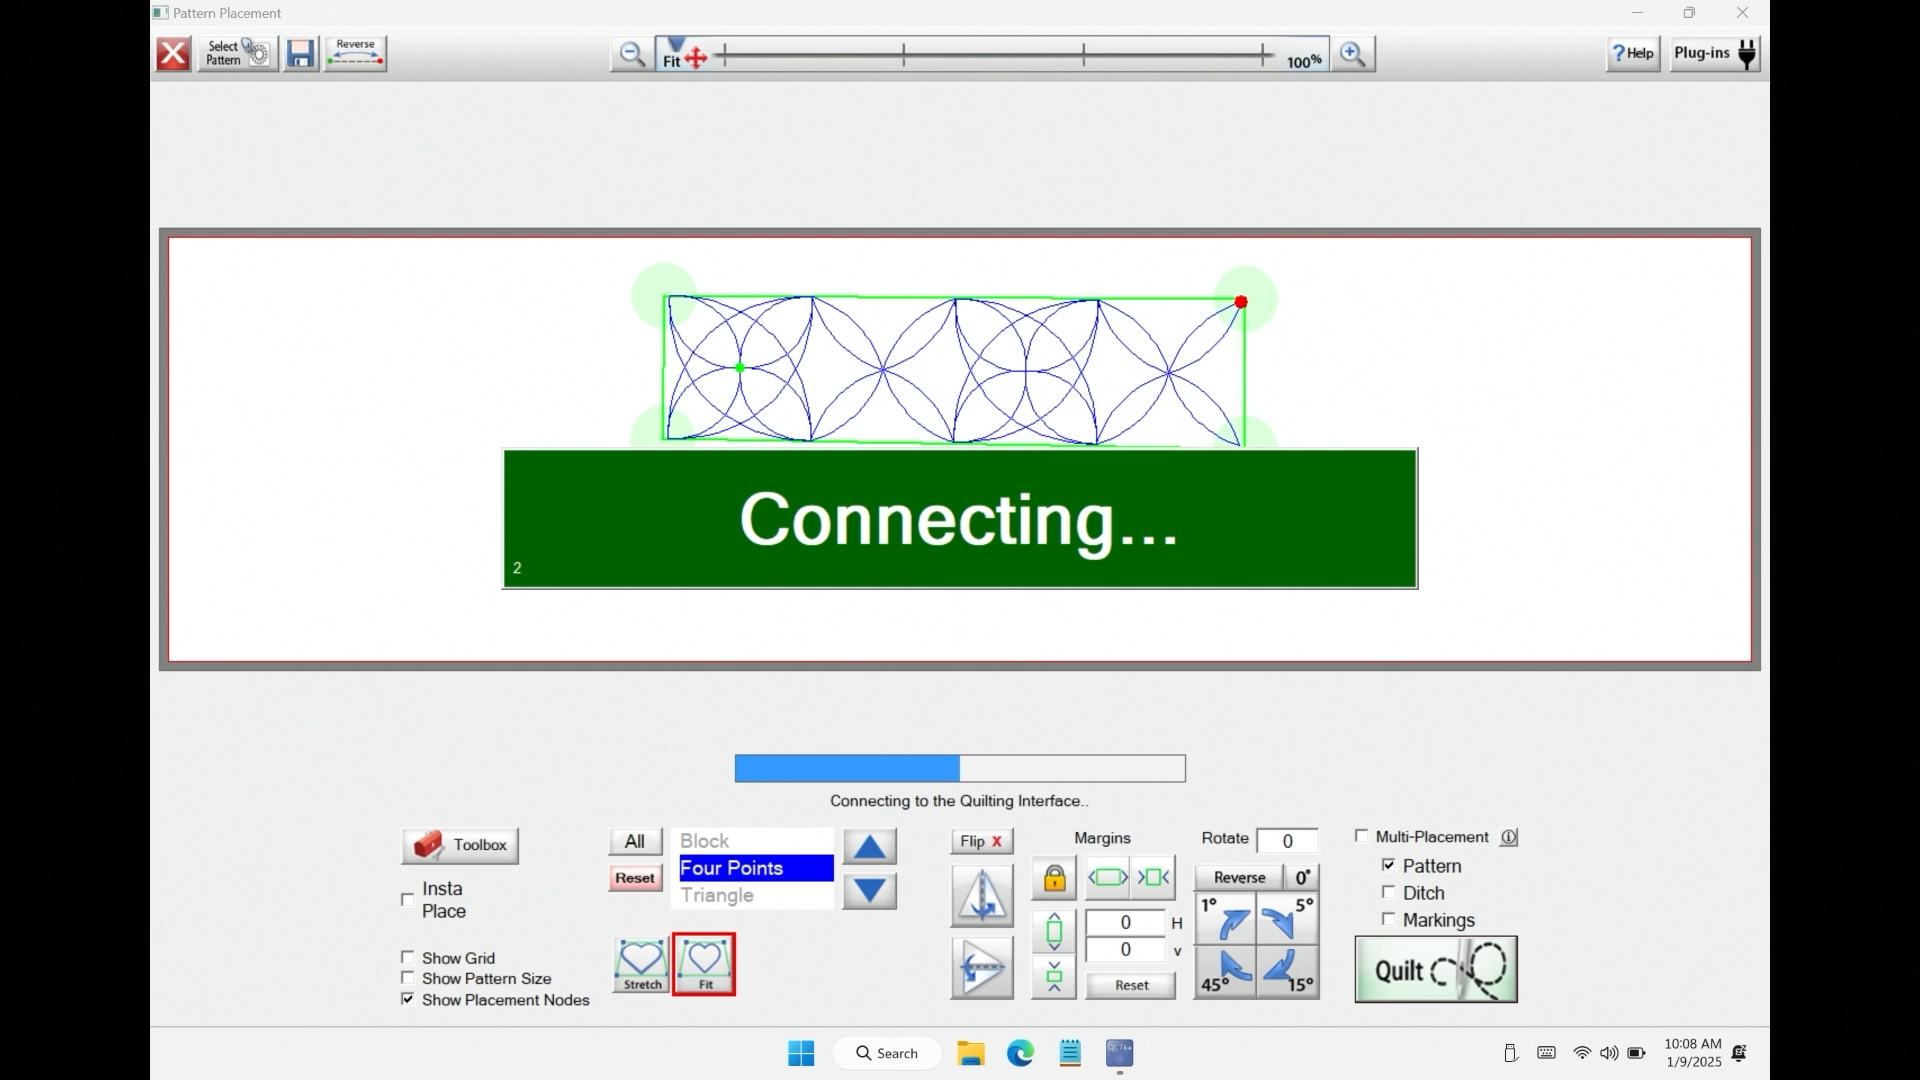 Pattern Placement
Select Pattern
Reverse
Fit
100%
?Help
Plug-ins
Connecting...
2
Connecting to the Quilting Interface..
Toolbox
Insta
Place
Show Grid
Show Pattern Size
Show Placement Nodes
All
Reset
Block
Four Points
Triangle
Stretch
Fit
Flip X
Margins
0 H
0 v
Reset
Rotate 0
Reverse 0°
1° 5°
45° 15°
Multi-Placement
Pattern
Ditch
Markings
Quilt
Search
10:08 AM
1/9/2025